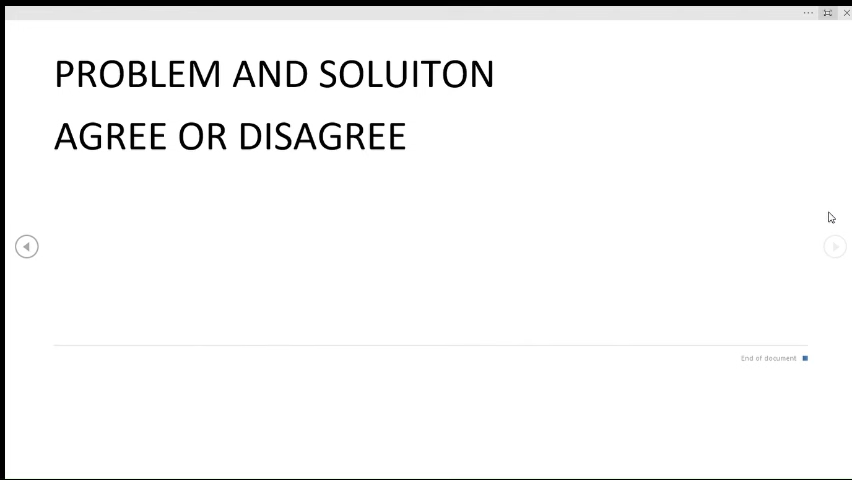 PROBLEM AND SOLUITON
AGREE OR DISAGREE
End of document